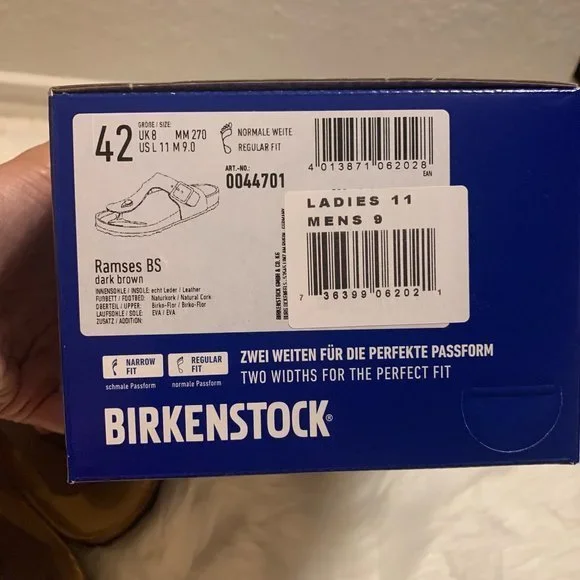 42
GRÖßE / SIZE:
UK 8 MM 270
US L 11 M 9.0
NORMALE WEITE
REGULAR FIT
4 013871 062028
EAN
ART.-NO.:
0044701
LADIES 11
MENS 9
7 36399 06202 1
Ramses BS
dark brown
INNENSOHLE / INSOLE: echt Leder / Leather
FUßBETT / FOOTBED: Naturkork / Natural Cork
OBERTEIL / UPPER: Birko-Flor / Birko-Flor
LAUFSOHLE / SOLE: EVA / EVA
ZUSATZ / ADDITION:
BIRKENSTOCK GMBH & CO. KG
NARROW FIT
schmale Passform
REGULAR FIT
normale Passform
ZWEI WEITEN FÜR DIE PERFEKTE PASSFORM
TWO WIDTHS FOR THE PERFECT FIT
BIRKENSTOCK®